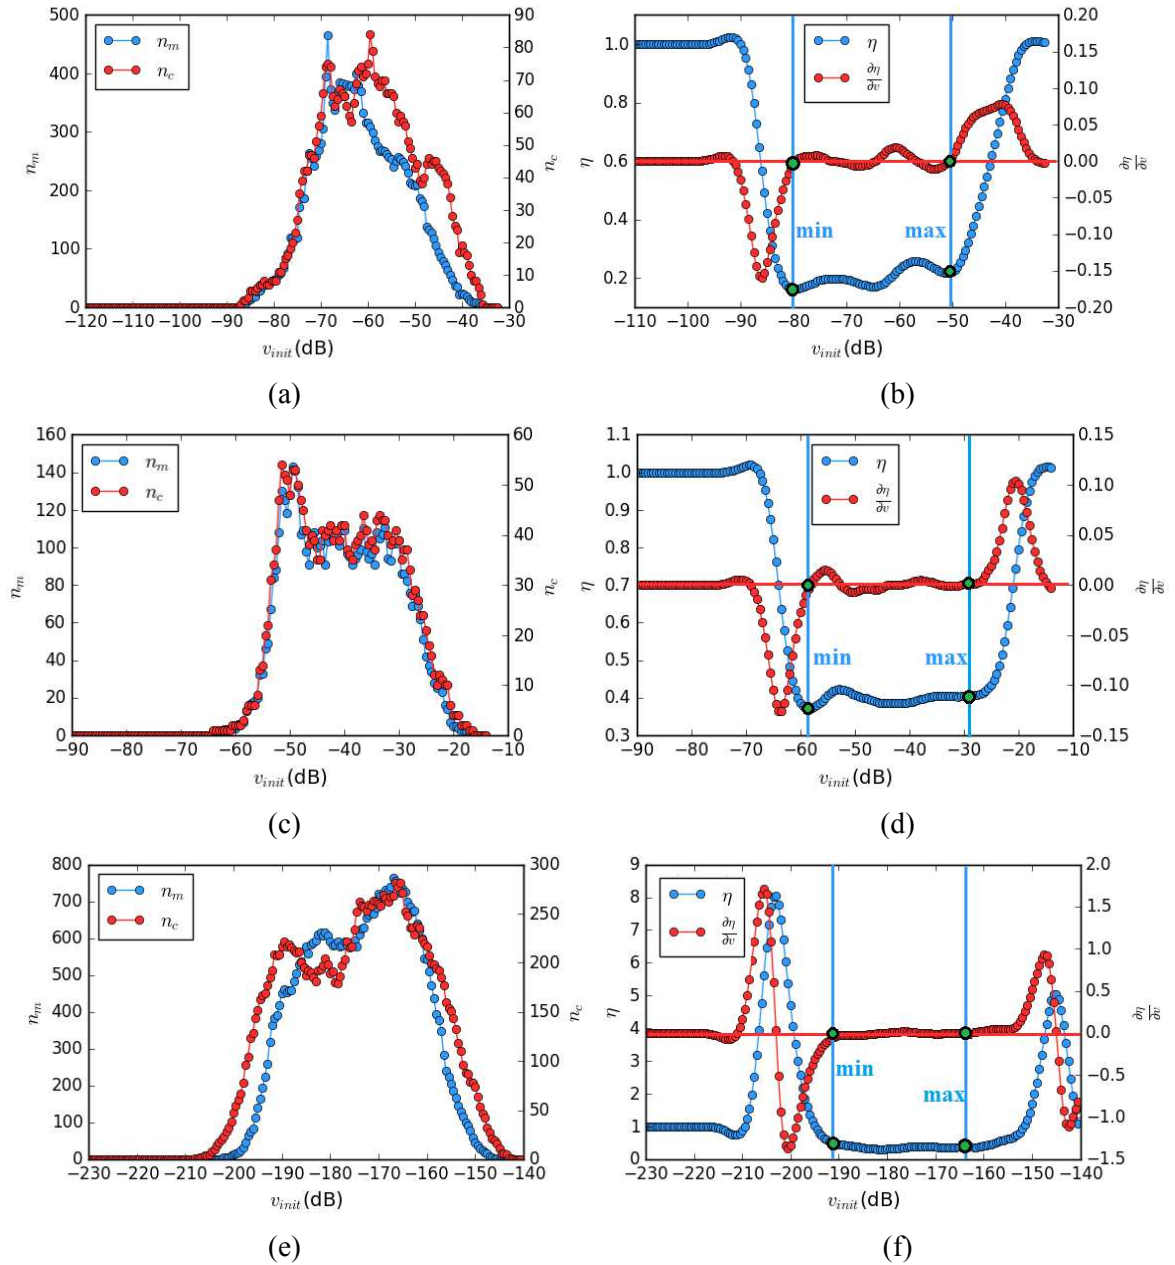 500
400
300
200
100
0
n_m
90
80
70
60
50
40
30
20
10
0
n_c
n_m
n_c
−120 −110 −100 −90 −80 −70 −60 −50 −40 −30
v_init(dB)
(a)
1.0
0.8
0.6
0.4
0.2
η
0.20
0.15
0.10
0.05
0.00
−0.05
−0.10
−0.15
−0.20
∂η/∂v
η
∂η/∂v
min
max
−110 −100 −90 −80 −70 −60 −50 −40 −30
v_init(dB)
(b)
160
140
120
100
80
60
40
20
0
n_m
60
50
40
30
20
10
0
n_c
n_m
n_c
−90 −80 −70 −60 −50 −40 −30 −20 −10
v_init(dB)
(c)
1.1
1.0
0.9
0.8
0.7
0.6
0.5
0.4
0.3
η
0.15
0.10
0.05
0.00
−0.05
−0.10
−0.15
∂η/∂v
η
∂η/∂v
min
max
−90 −80 −70 −60 −50 −40 −30 −20 −10
v_init(dB)
(d)
800
700
600
500
400
300
200
100
0
n_m
300
250
200
150
100
50
0
n_c
n_m
n_c
−230 −220 −210 −200 −190 −180 −170 −160 −150 −140
v_init(dB)
(e)
9
8
7
6
5
4
3
2
1
0
η
2.0
1.5
1.0
0.5
0.0
−0.5
−1.0
−1.5
∂η/∂v
η
∂η/∂v
min
max
−230 −220 −210 −200 −190 −180 −170 −160 −150 −140
v_init(dB)
(f)